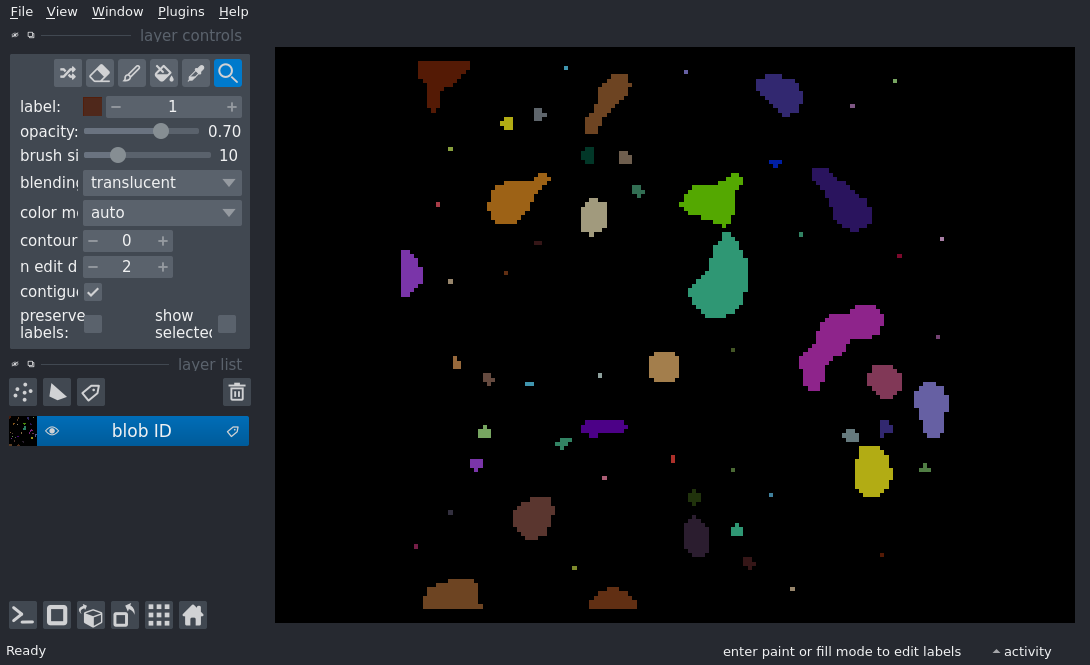 File View Window Plugins Help
layer controls
label: 1
opacity: 0.70
brush si 10
blending translucent
color m auto
contour 0
n edit d 2
contigu
preserve labels:
show selected
layer list
blob ID
Ready
enter paint or fill mode to edit labels
activity